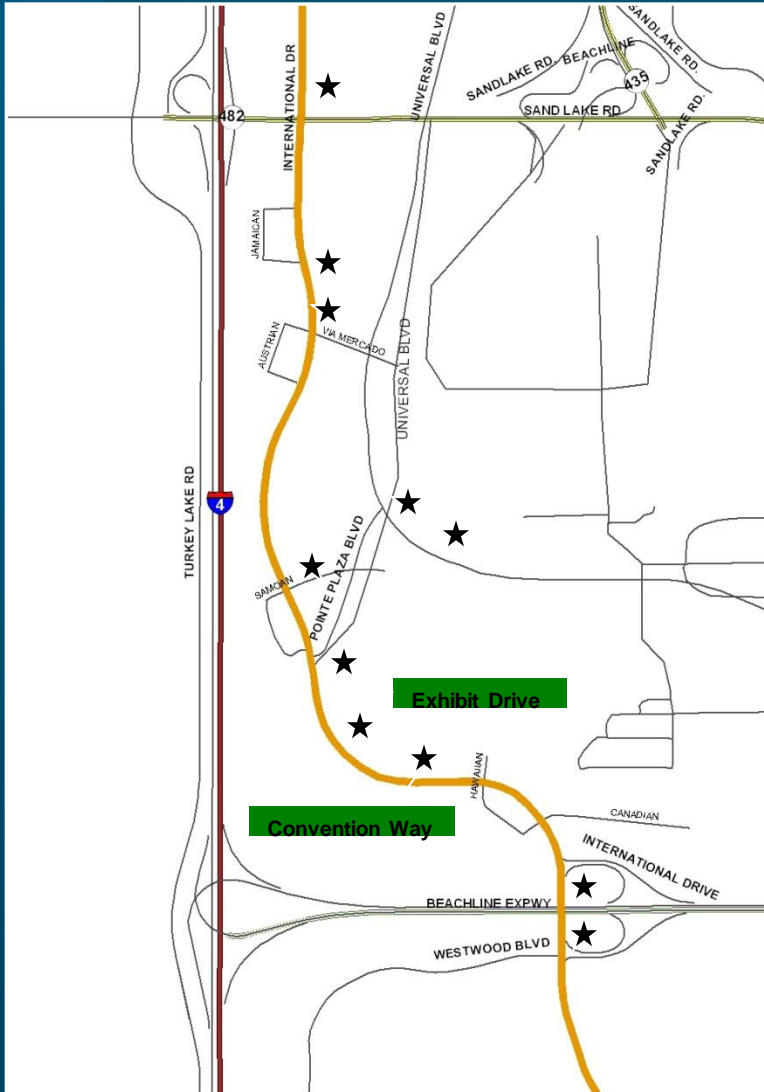 UNIVERSAL BLVD
SANDLAKE RD.
SANDLAKE RD.
BEACHLINE
435
INTERNATIONAL DR
482
SAND LAKE RD
SANDLAKE RD.
JAMAICAN
AUSTRIAN
VIA MERCADO
UNIVERSAL BLVD
TURKEY LAKE RD
4
POINTE PLAZA BLVD
SAMOAN
Exhibit Drive
HAWAIIAN
Convention Way
CANADIAN
INTERNATIONAL DRIVE
BEACHLINE EXPWY
WESTWOOD BLVD